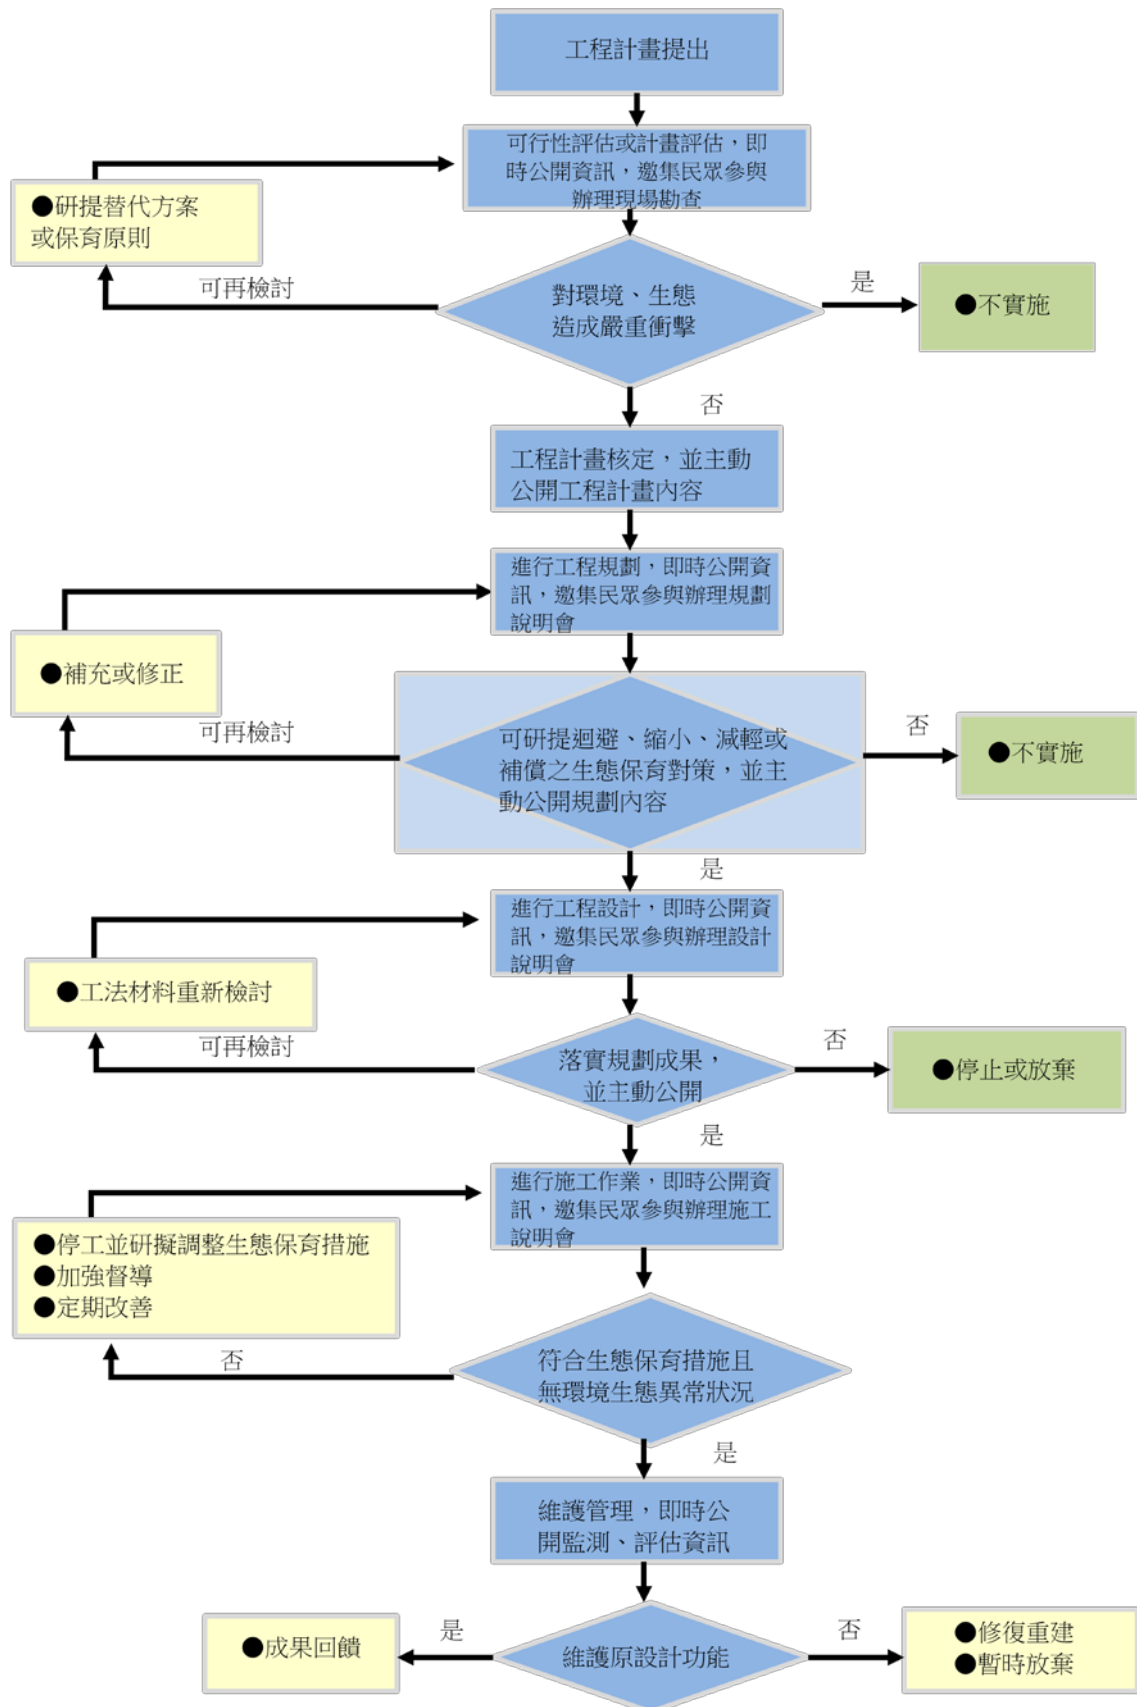 工程計畫提出
可行性評估或計畫評估，即
時公開資訊，邀集民眾參與
辦理現場勘查
●研提替代方案
或保育原則
可再檢討
對環境、生態
造成嚴重衝擊
是
●不實施
否
工程計畫核定，並主動
公開工程計畫內容
進行工程規劃，即時公開資
訊，邀集民眾參與辦理規劃
說明會
●補充或修正
可再檢討
可研提迴避、縮小、減輕或
補償之生態保育對策，並主
動公開規劃內容
否
●不實施
是
進行工程設計，即時公開資
訊，邀集民眾參與辦理設計
說明會
●工法材料重新檢討
可再檢討
落實規劃成果，
並主動公開
否
●停止或放棄
是
進行施工作業，即時公開資
訊，邀集民眾參與辦理施工
說明會
●停工並研擬調整生態保育措施
●加強督導
●定期改善
否
符合生態保育措施且
無環境生態異常狀況
是
維護管理，即時公
開監測、評估資訊
●成果回饋
是
維護原設計功能
否
●修復重建
●暫時放棄